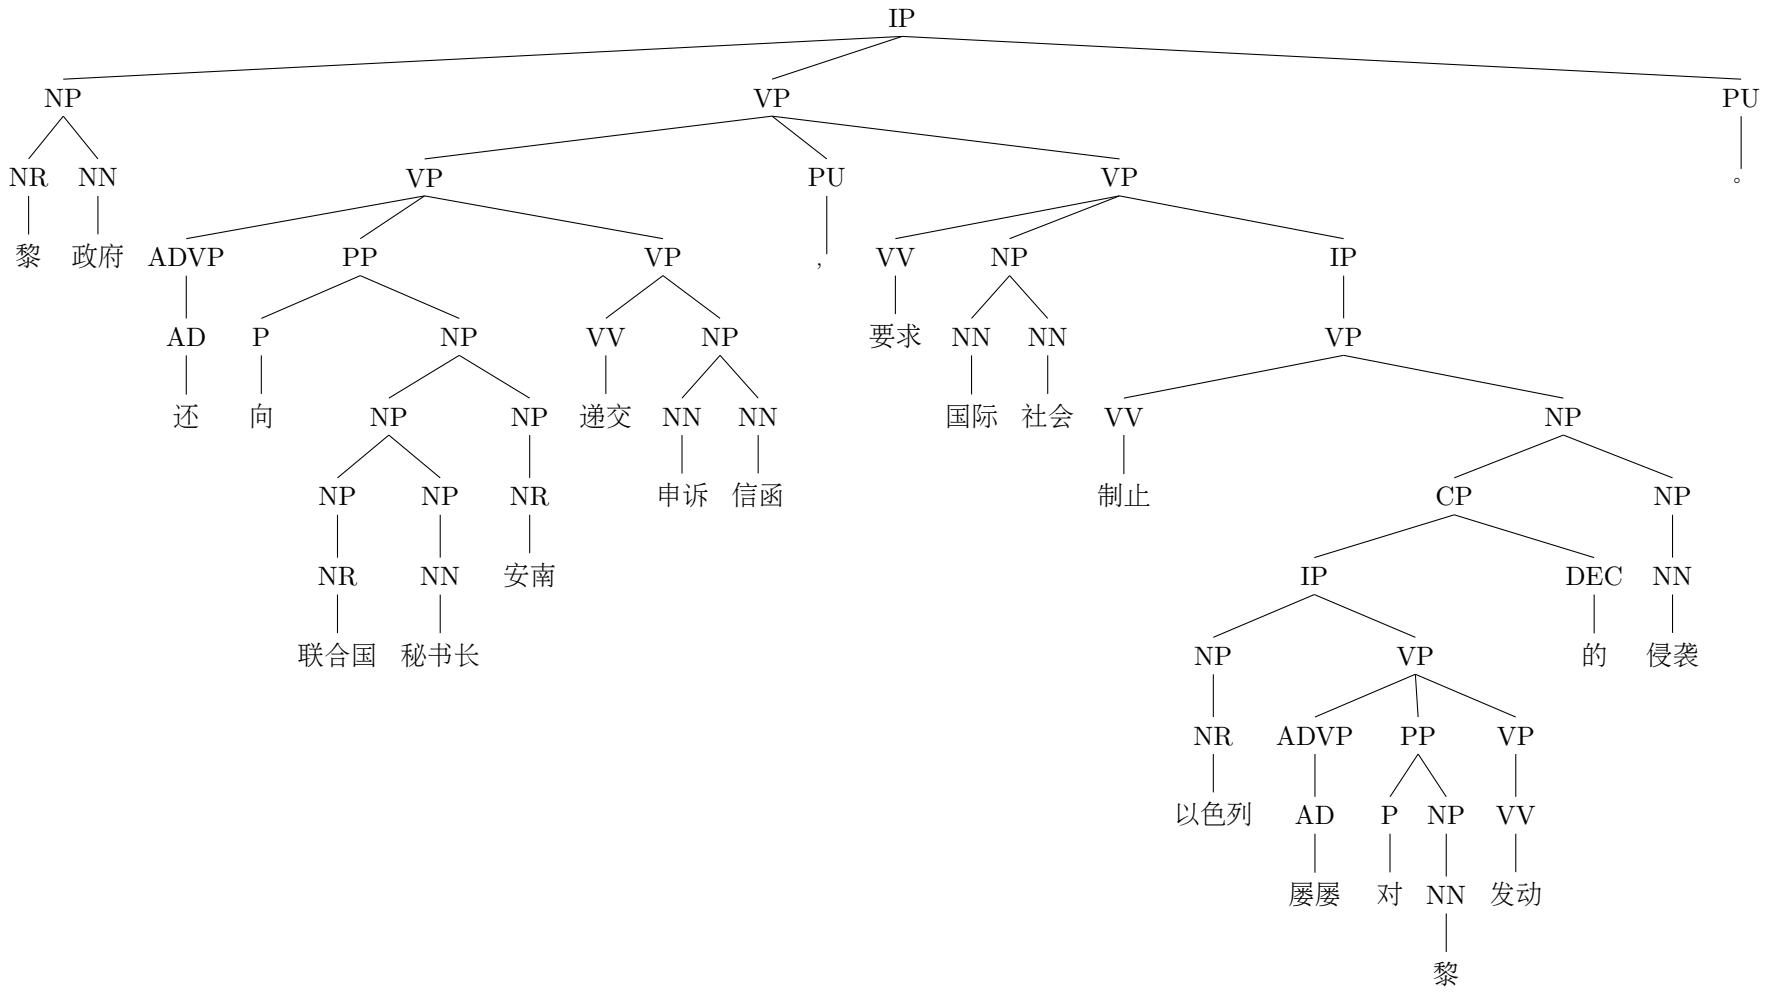 IP
NP VP PU
NR NN VP PU VP 。
黎 政府 ADVP PP VP , VV NP IP
AD P NP VV NP 要求 NN NN VP
还 向 NP NP 递交 NN NN 国际 社会 VV NP
NP NP NR 申诉 信函 制止 CP NP
NR NN 安南 IP DEC NN
联合国 秘书长 NP VP 的 侵袭
NR ADVP PP VP
以色列 AD P NP VV
屡屡 对 NN 发动
黎